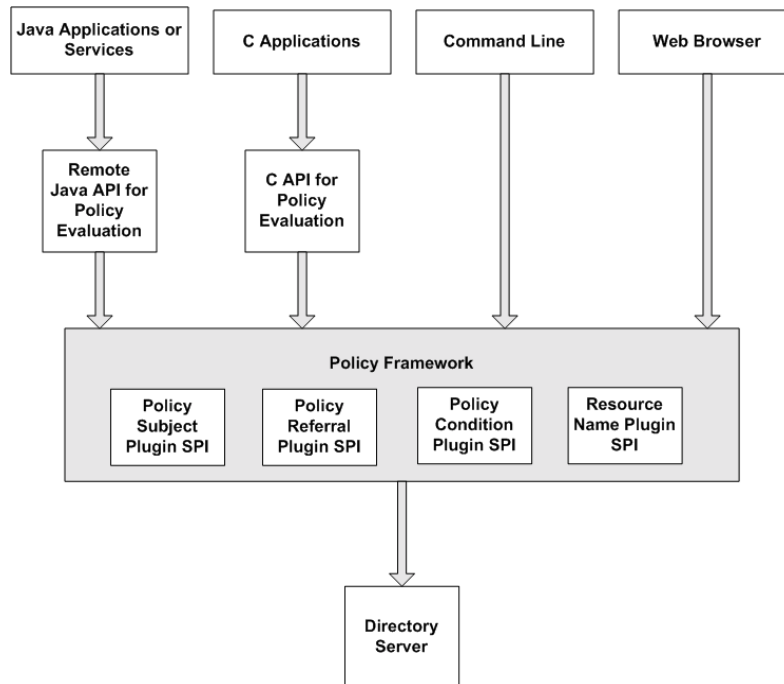 Java Applications or
Services
C Applications
Command Line
Web Browser
Remote
Java API for
Policy
Evaluation
C API for
Policy
Evaluation
Policy Framework
Policy
Subject
Plugin SPI
Policy
Referral
Plugin SPI
Policy
Condition
Plugin SPI
Resource
Name Plugin
SPI
Directory
Server